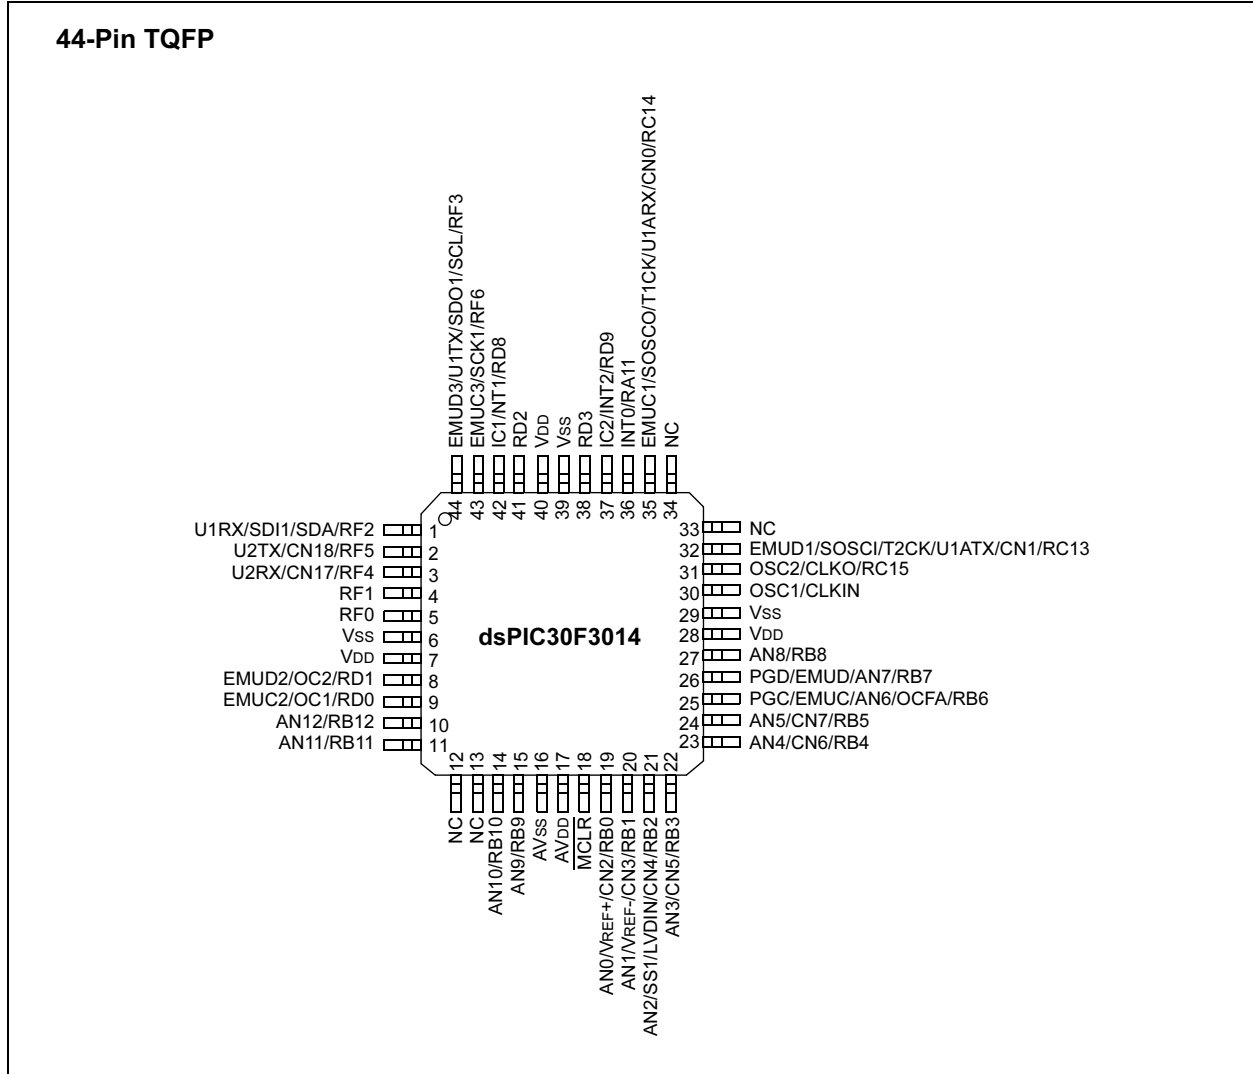 44-Pin TQFP
EMUD3/U1TX/SDO1/SCL/RF3
EMUC3/SCK1/RF6
IC1/NT1/RD8
RD2
VDD
VSS
RD3
IC2/INT2/RD9
INT0/RA11
EMUC1/SOSCO/T1CK/U1ARX/CN0/RC14
NC
44
43
42
41
40
39
38
37
36
35
34
U1RX/SDI1/SDA/RF2 1
U2TX/CN18/RF5 2
U2RX/CN17/RF4 3
RF1 4
RF0 5
VSS 6
VDD 7
EMUD2/OC2/RD1 8
EMUC2/OC1/RD0 9
AN12/RB12 10
AN11/RB11 11
dsPIC30F3014
33 NC
32 EMUD1/SOSCI/T2CK/U1ATX/CN1/RC13
31 OSC2/CLKO/RC15
30 OSC1/CLKIN
29 VSS
28 VDD
27 AN8/RB8
26 PGD/EMUD/AN7/RB7
25 PGC/EMUC/AN6/OCFA/RB6
24 AN5/CN7/RB5
23 AN4/CN6/RB4
12
13
14
15
16
17
18
19
20
21
22
NC
NC
AN10/RB10
AN9/RB9
AVSS
AVDD
MCLR
AN0/VREF+/CN2/RB0
AN1/VREF-/CN3/RB1
AN2/SS1/LVDIN/CN4/RB2
AN3/CN5/RB3